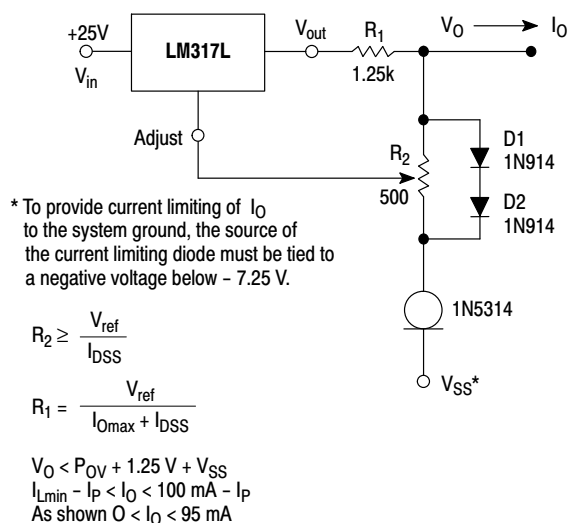 +25V
V_in
LM317L
V_out
R_1
1.25k
V_O
I_O
Adjust
R_2
500
D1
1N914
D2
1N914
* To provide current limiting of I_O
to the system ground, the source of
the current limiting diode must be tied to
a negative voltage below – 7.25 V.
1N5314
V_SS*
R_2 ≥ V_ref / I_DSS
R_1 = V_ref / I_Omax + I_DSS
V_O < P_OV + 1.25 V + V_SS
I_Lmin – I_P < I_O < 100 mA – I_P
As shown O < I_O < 95 mA